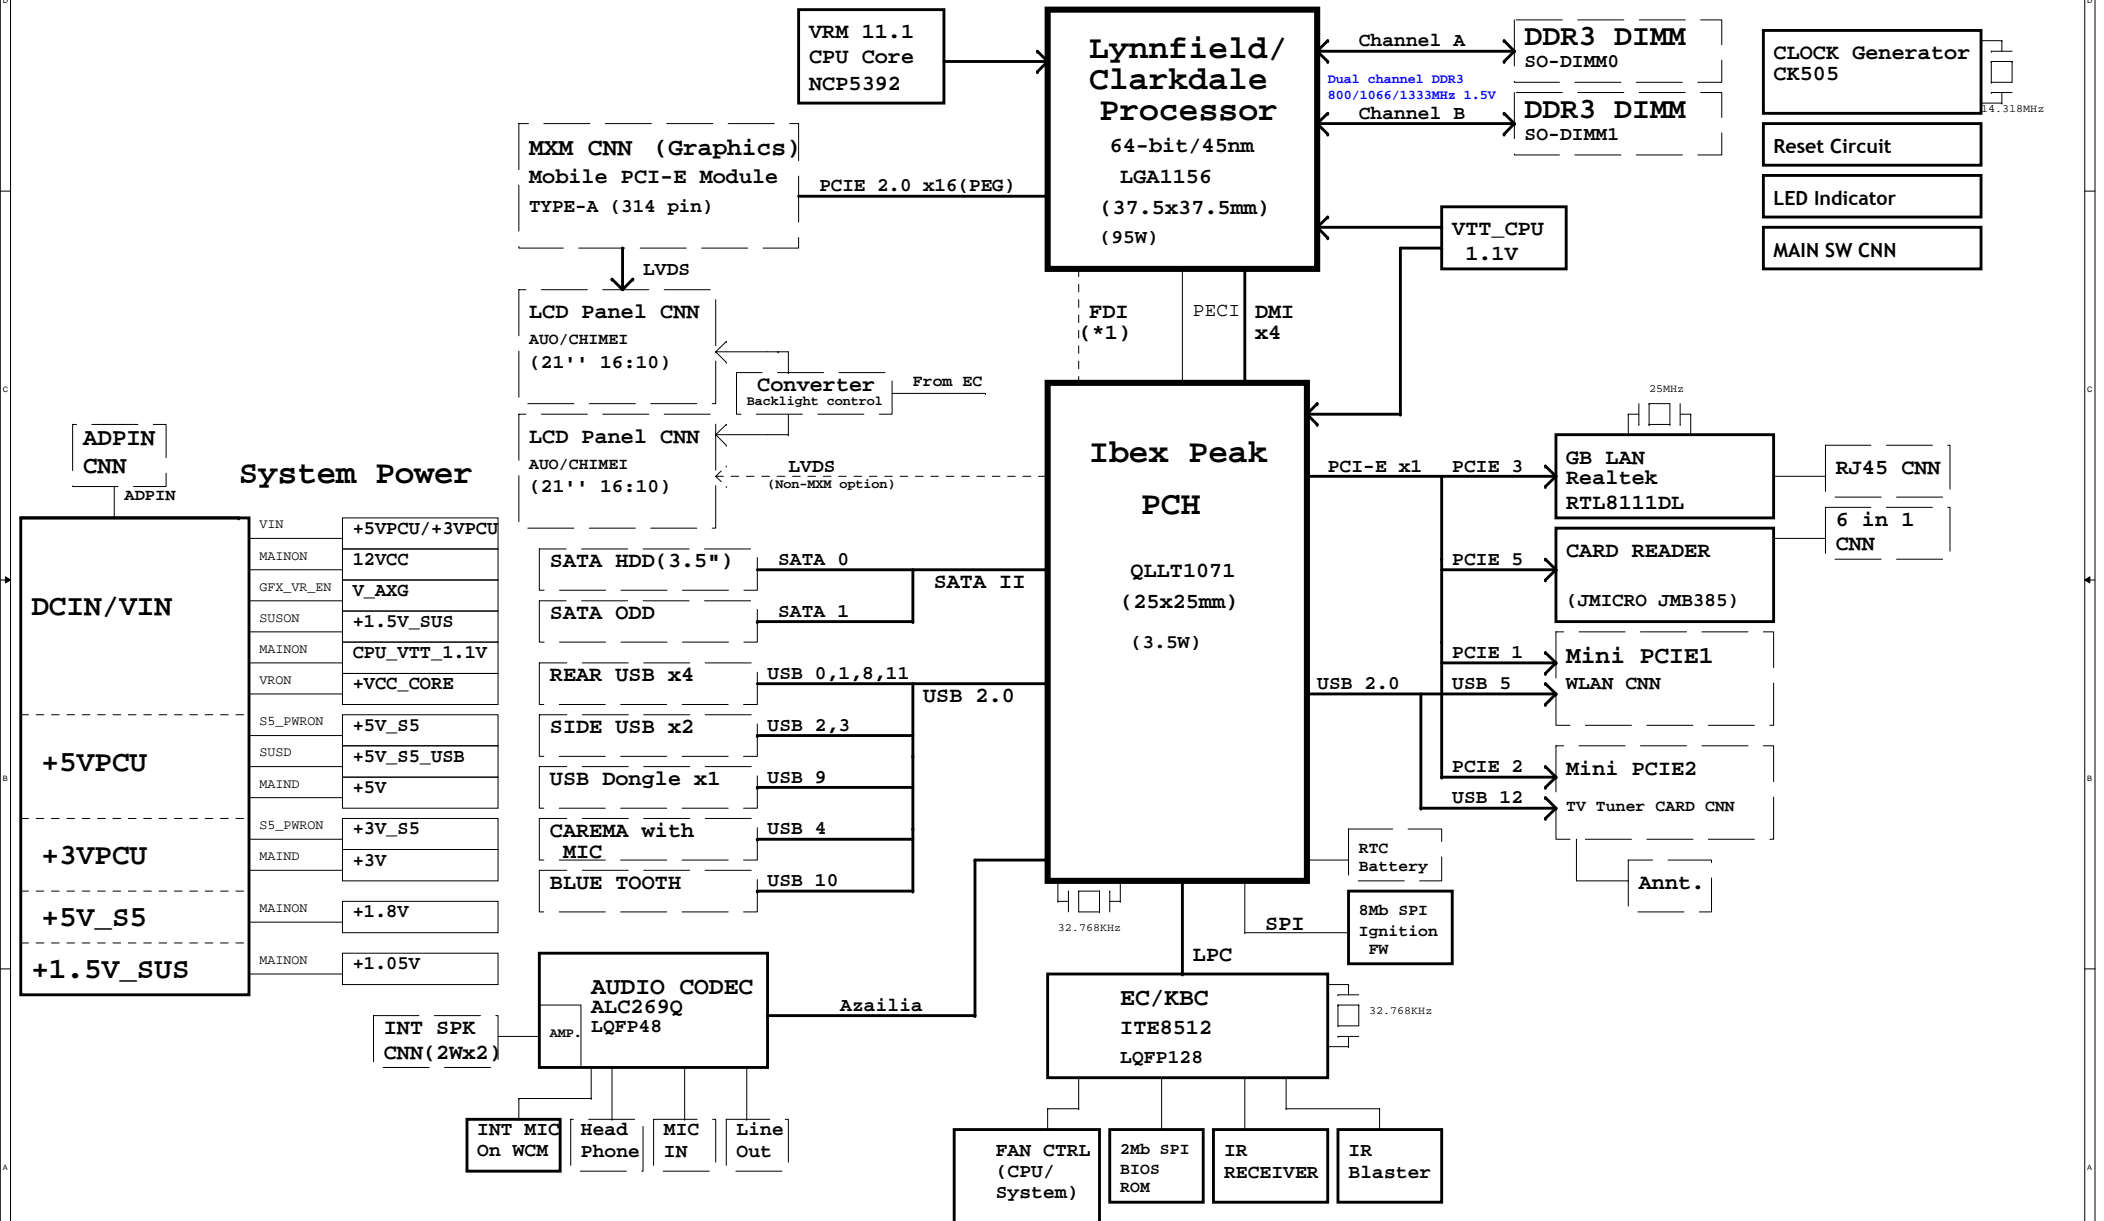 VRM 11.1
CPU Core
NCP5392
Lynnfield/
Clarkdale
Processor
64-bit/45nm
LGA1156
(37.5x37.5mm)
(95W)
Channel A
Dual channel DDR3
800/1066/1333MHz 1.5V
Channel B
DDR3 DIMM
SO-DIMM0
DDR3 DIMM
SO-DIMM1
CLOCK Generator
CK505
14.318MHz
Reset Circuit
LED Indicator
MAIN SW CNN
MXM CNN (Graphics)
Mobile PCI-E Module
TYPE-A (314 pin)
PCIE 2.0 x16(PEG)
VTT_CPU
1.1V
LVDS
LCD Panel CNN
AUO/CHIMEI
(21'' 16:10)
FDI
(*1)
PECI
DMI
x4
Converter
Backlight control
From EC
LCD Panel CNN
AUO/CHIMEI
(21'' 16:10)
LVDS
(Non-MXM option)
Ibex Peak
PCH
QLLT1071
(25x25mm)
(3.5W)
25MHz
PCI-E x1
PCIE 3
GB LAN
Realtek
RTL8111DL
RJ45 CNN
6 in 1
CNN
PCIE 5
CARD READER
(JMICRO JMB385)
PCIE 1
Mini PCIE1
WLAN CNN
USB 2.0
USB 5
PCIE 2
Mini PCIE2
USB 12
TV Tuner CARD CNN
Annt.
RTC
Battery
8Mb SPI
Ignition
FW
SPI
32.768KHz
LPC
ADPIN
CNN
ADPIN
System Power
DCIN/VIN
VIN
+5VPCU/+3VPCU
MAINON
12VCC
GFX_VR_EN
V_AXG
SUSON
+1.5V_SUS
MAINON
CPU_VTT_1.1V
VRON
+VCC_CORE
+5VPCU
S5_PWRON
+5V_S5
SUSD
+5V_S5_USB
MAIND
+5V
+3VPCU
S5_PWRON
+3V_S5
MAIND
+3V
+5V_S5
MAINON
+1.8V
+1.5V_SUS
MAINON
+1.05V
SATA HDD(3.5")
SATA 0
SATA II
SATA ODD
SATA 1
REAR USB x4
USB 0,1,8,11
USB 2.0
SIDE USB x2
USB 2,3
USB Dongle x1
USB 9
CAREMA with
MIC
USB 4
BLUE TOOTH
USB 10
AUDIO CODEC
ALC269Q
LQFP48
AMP.
Azailia
INT SPK
CNN(2Wx2)
INT MIC
On WCM
Head
Phone
MIC
IN
Line
Out
EC/KBC
ITE8512
LQFP128
32.768KHz
FAN CTRL
(CPU/
System)
2Mb SPI
BIOS
ROM
IR
RECEIVER
IR
Blaster
D
D
C
C
B
B
A
A